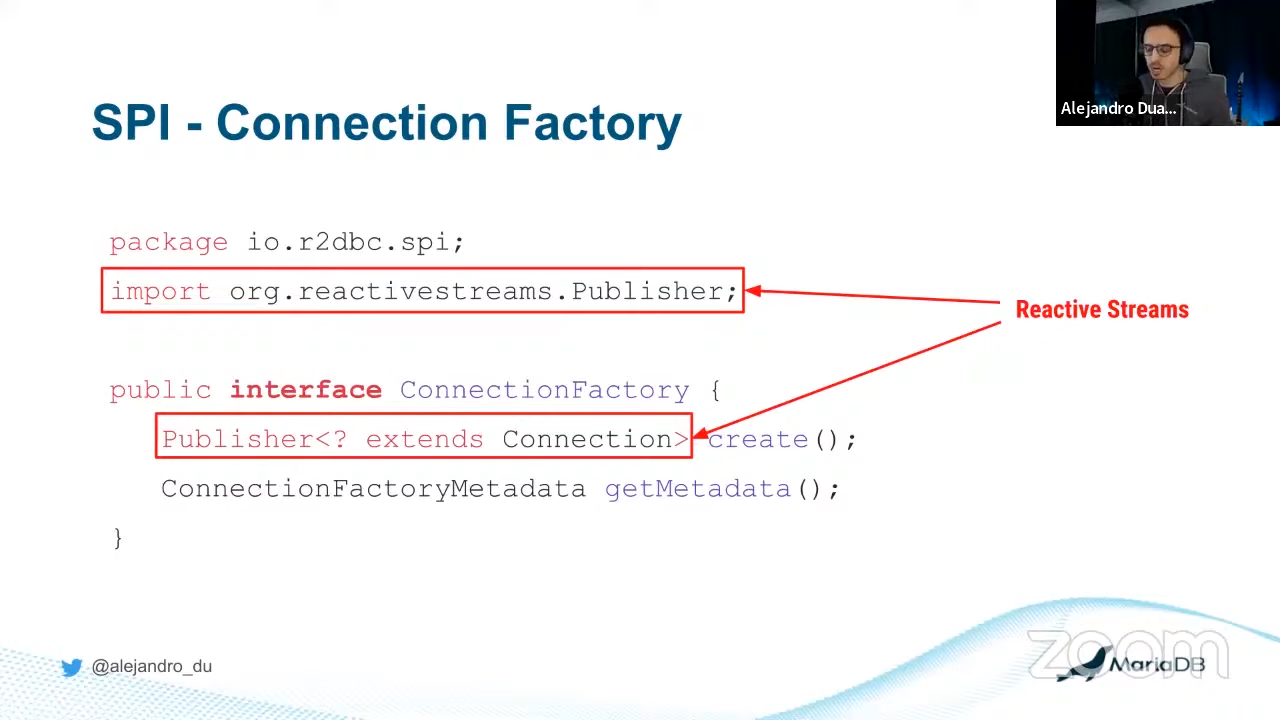 Alejandro Dua...
SPI - Connection Factory
package io.r2dbc.spi;
import org.reactivestreams.Publisher;
Reactive Streams
public interface ConnectionFactory {
Publisher<? extends Connection> create();
ConnectionFactoryMetadata getMetadata();
}
@alejandro_du
zoom
MariaDB